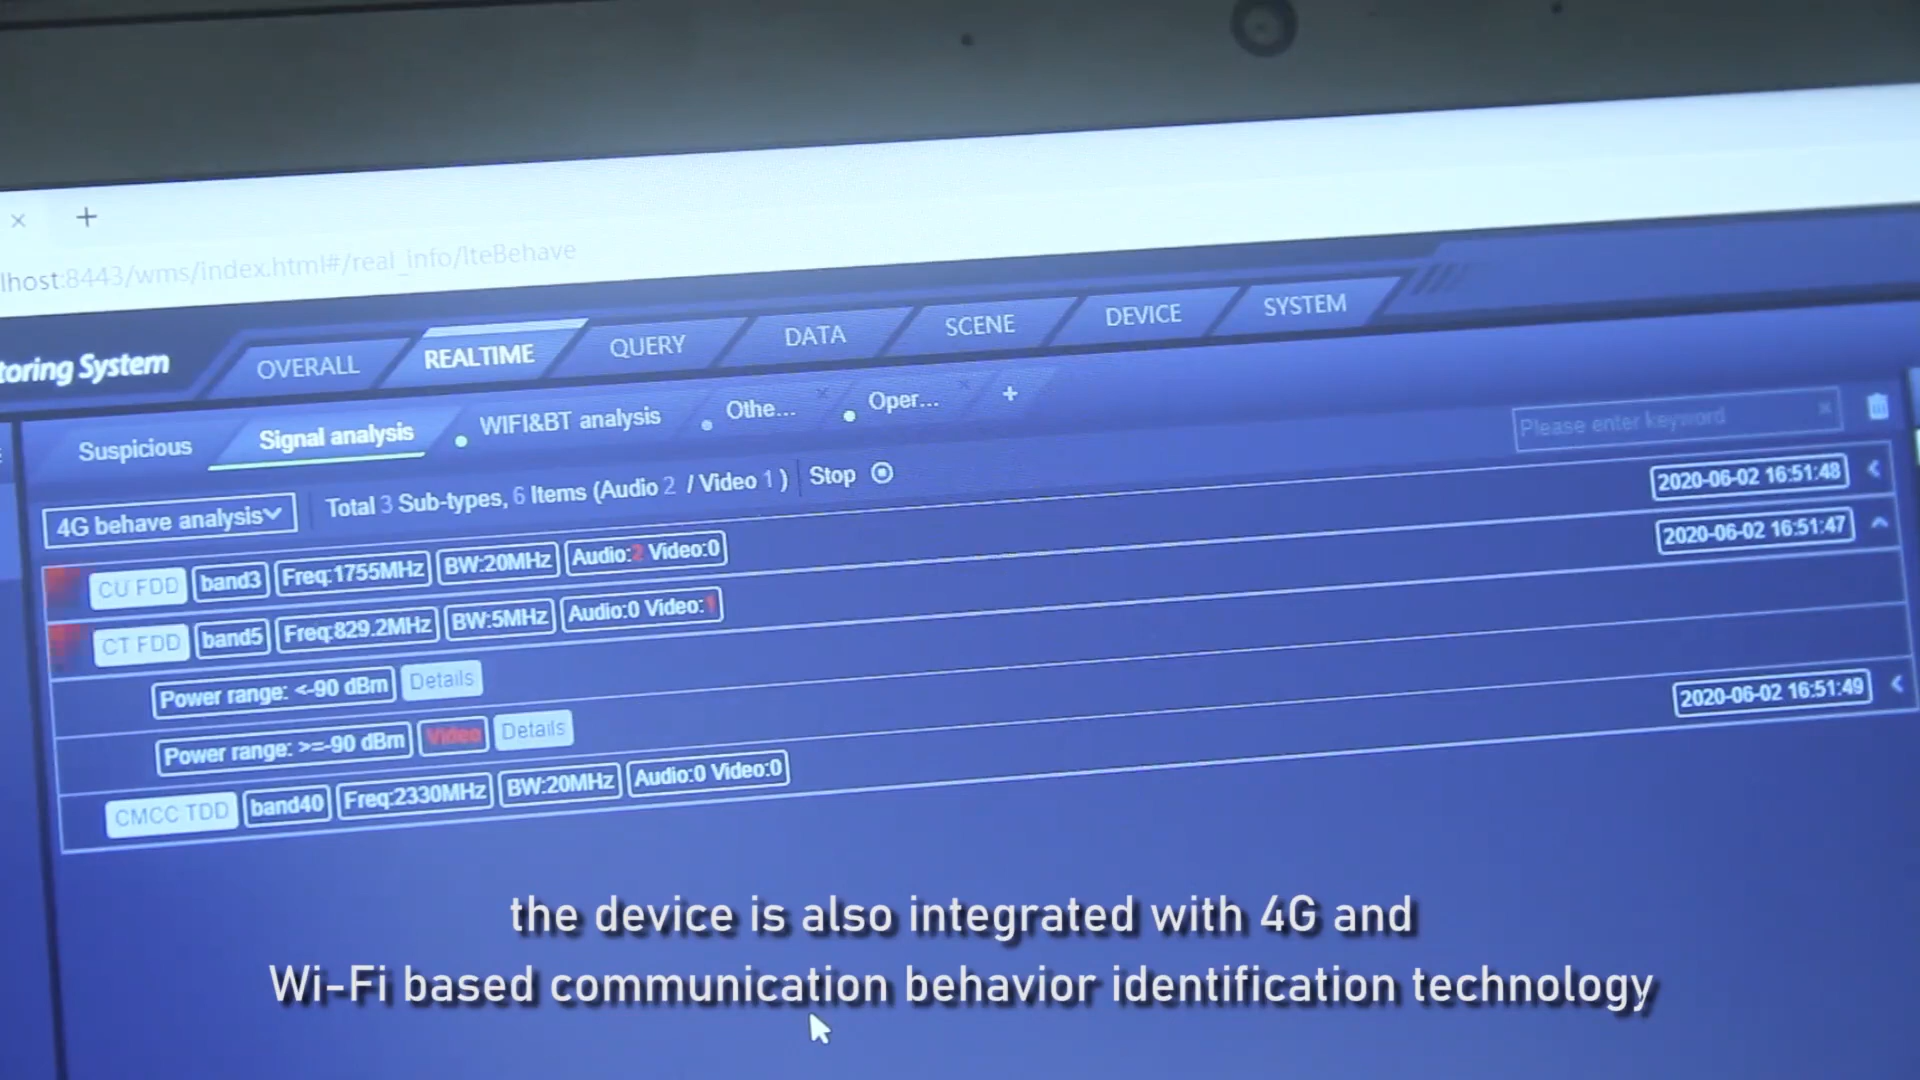 × +
lhost:8443/wms/index.html#/real_info/lteBehave
toring System OVERALL REALTIME QUERY DATA SCENE DEVICE SYSTEM
Suspicious Signal analysis WIFI&BT analysis Othe... × Oper... × +
Please enter keyword ×
4G behave analysis Total 3 Sub-types, 6 Items (Audio 2 / Video 1 ) Stop
CU FDD band3 Freq:1755MHz BW:20MHz Audio:2 Video:0 2020-06-02 16:51:48
CT FDD band5 Freq:829.2MHz BW:5MHz Audio:0 Video:1 2020-06-02 16:51:47
Power range: <-90 dBm Details
Power range: >=-90 dBm Video Details
CMCC TDD band40 Freq:2330MHz BW:20MHz Audio:0 Video:0 2020-06-02 16:51:49
the device is also integrated with 4G and
Wi-Fi based communication behavior identification technology